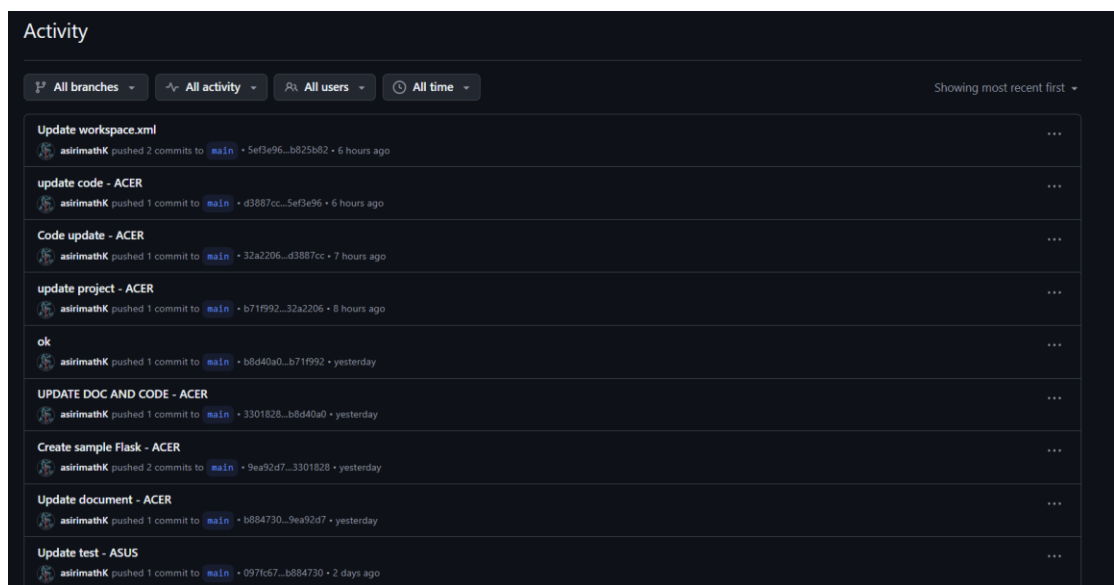 Activity
All branches All activity All users All time Showing most recent first
Update workspace.xml
asirimathK pushed 2 commits to main • 5ef3e96...b825b82 • 6 hours ago
update code - ACER
asirimathK pushed 1 commit to main • d3887cc...5ef3e96 • 6 hours ago
Code update - ACER
asirimathK pushed 1 commit to main • 32a2206...d3887cc • 7 hours ago
update project - ACER
asirimathK pushed 1 commit to main • b71f992...32a2206 • 8 hours ago
ok
asirimathK pushed 1 commit to main • b8d40a0...b71f992 • yesterday
UPDATE DOC AND CODE - ACER
asirimathK pushed 1 commit to main • 3301828...b8d40a0 • yesterday
Create sample Flask - ACER
asirimathK pushed 2 commits to main • 9ea92d7...3301828 • yesterday
Update document - ACER
asirimathK pushed 1 commit to main • b884730...9ea92d7 • yesterday
Update test - ASUS
asirimathK pushed 1 commit to main • 097fc67...b884730 • 2 days ago